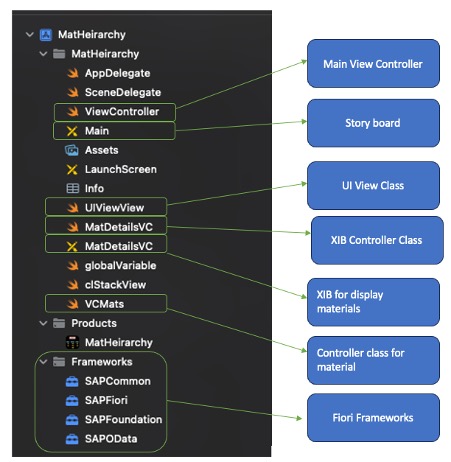 MatHeirarchy
MatHeirarchy
AppDelegate
SceneDelegate
ViewController
Main
Assets
LaunchScreen
Info
UIViewView
MatDetailsVC
MatDetailsVC
globalVariable
clStackView
VCMats
Products
MatHeirarchy
Frameworks
SAPCommon
SAPFiori
SAPFoundation
SAPOData
Main View Controller
Story board
UI View Class
XIB Controller Class
XIB for display
materials
Controller class for
material
Fiori Frameworks